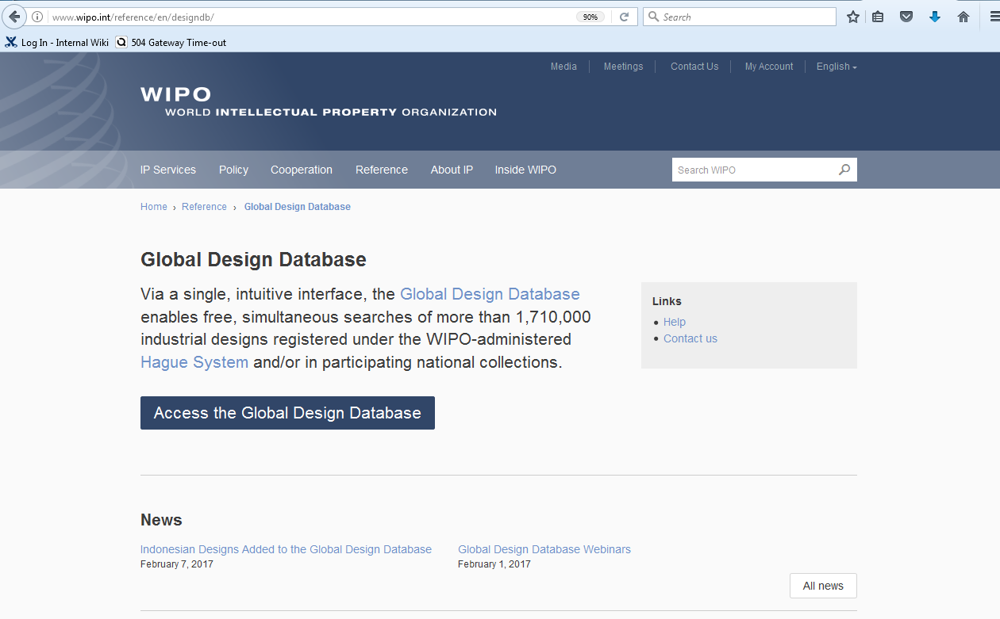 www.wipo.int/reference/en/designdb/
90%
Search
Log In - Internal Wiki
504 Gateway Time-out
Media
Meetings
Contact Us
My Account
English
WIPO
WORLD INTELLECTUAL PROPERTY ORGANIZATION
IP Services
Policy
Cooperation
Reference
About IP
Inside WIPO
Search WIPO
Home › Reference › Global Design Database
Global Design Database
Via a single, intuitive interface, the Global Design Database
enables free, simultaneous searches of more than 1,710,000
industrial designs registered under the WIPO-administered
Hague System and/or in participating national collections.
Links
• Help
• Contact us
Access the Global Design Database
News
Indonesian Designs Added to the Global Design Database
February 7, 2017
Global Design Database Webinars
February 1, 2017
All news